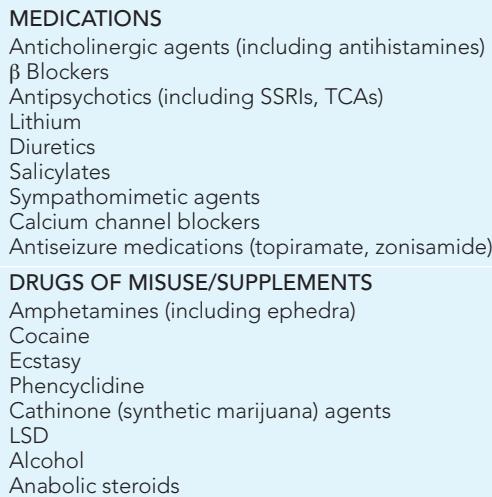 MEDICATIONS
Anticholinergic agents (including antihistamines)
β Blockers
Antipsychotics (including SSRIs, TCAs)
Lithium
Diuretics
Salicylates
Sympathomimetic agents
Calcium channel blockers
Antiseizure medications (topiramate, zonisamide)
DRUGS OF MISUSE/SUPPLEMENTS
Amphetamines (including ephedra)
Cocaine
Ecstasy
Phencyclidine
Cathinone (synthetic marijuana) agents
LSD
Alcohol
Anabolic steroids